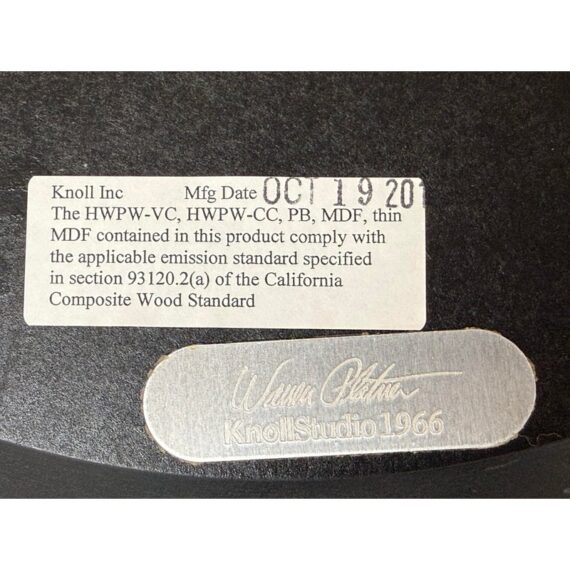 Knoll Inc Mfg Date OCT 19 201
The HWPW-VC, HWPW-CC, PB, MDF, thin
MDF contained in this product comply with
the applicable emission standard specified
in section 93120.2(a) of the California
Composite Wood Standard
Warren Platner
KnollStudio 1966